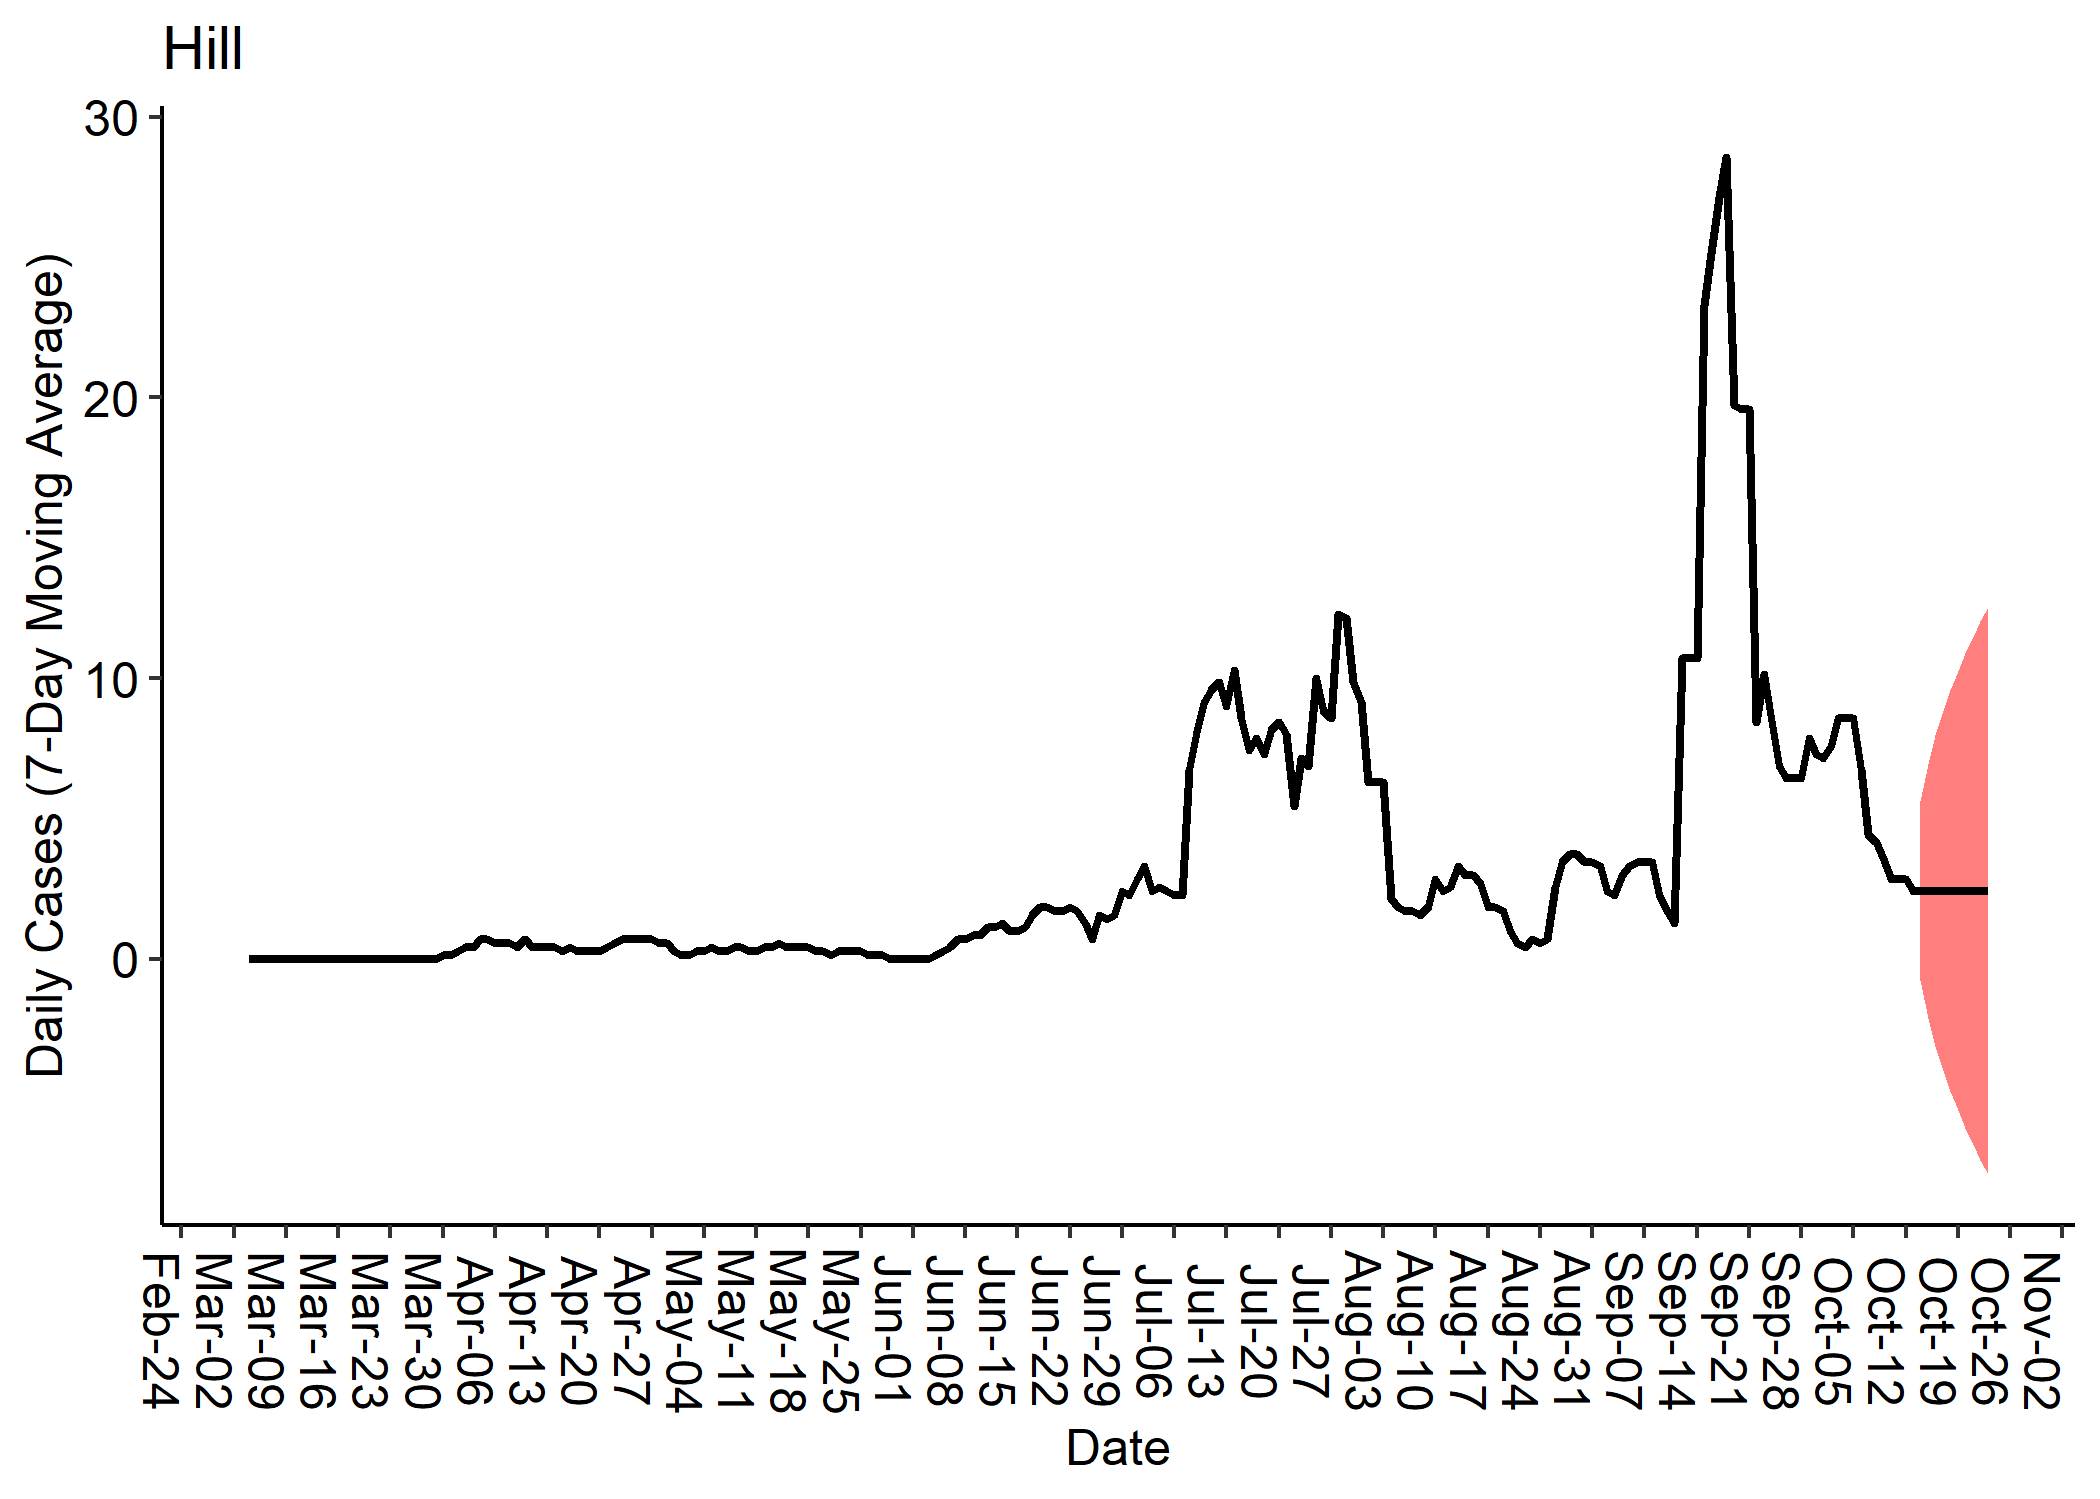 Hill
30
20
10
0
Daily Cases (7-Day Moving Average)
Feb-24
Mar-02
Mar-09
Mar-16
Mar-23
Mar-30
Apr-06
Apr-13
Apr-20
Apr-27
May-04
May-11
May-18
May-25
Jun-01
Jun-08
Jun-15
Jun-22
Jun-29
Jul-06
Jul-13
Jul-20
Jul-27
Aug-03
Aug-10
Aug-17
Aug-24
Aug-31
Sep-07
Sep-14
Sep-21
Sep-28
Oct-05
Oct-12
Oct-19
Oct-26
Nov-02
Date